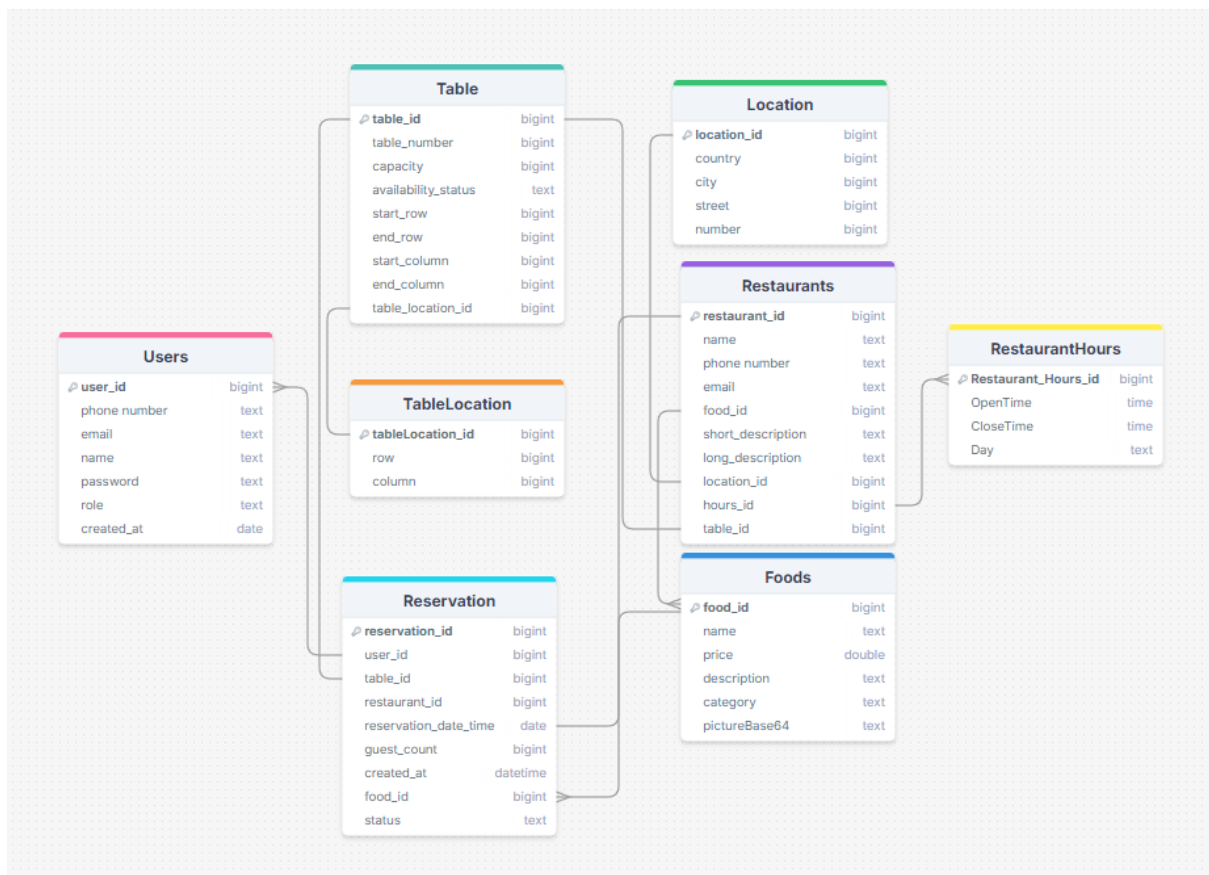 Table
table_id bigint
table_number bigint
capacity bigint
availability_status text
start_row bigint
end_row bigint
start_column bigint
end_column bigint
table_location_id bigint
Location
location_id bigint
country bigint
city bigint
street bigint
number bigint
Restaurants
restaurant_id bigint
name text
phone number text
email text
food_id bigint
short_description text
long_description text
location_id bigint
hours_id bigint
table_id bigint
RestaurantHours
Restaurant_Hours_id bigint
OpenTime time
CloseTime time
Day text
Users
user_id bigint
phone number text
email text
name text
password text
role text
created_at date
TableLocation
tableLocation_id bigint
row bigint
column bigint
Reservation
reservation_id bigint
user_id bigint
table_id bigint
restaurant_id bigint
reservation_date_time date
guest_count bigint
created_at datetime
food_id bigint
status text
Foods
food_id bigint
name text
price double
description text
category text
pictureBase64 text